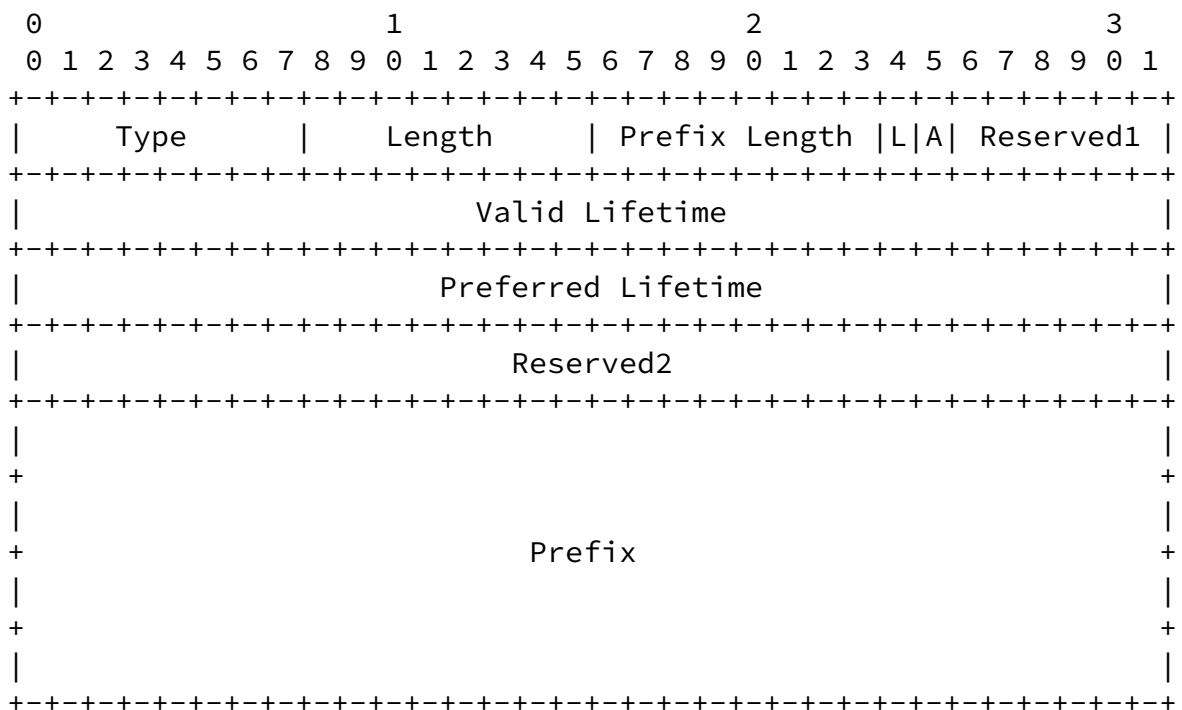 0                   1                   2                   3
 0 1 2 3 4 5 6 7 8 9 0 1 2 3 4 5 6 7 8 9 0 1 2 3 4 5 6 7 8 9 0 1
+-+-+-+-+-+-+-+-+-+-+-+-+-+-+-+-+-+-+-+-+-+-+-+-+-+-+-+-+-+-+-+-+
|     Type      |    Length     | Prefix Length |L|A| Reserved1 |
+-+-+-+-+-+-+-+-+-+-+-+-+-+-+-+-+-+-+-+-+-+-+-+-+-+-+-+-+-+-+-+-+
|                         Valid Lifetime                        |
+-+-+-+-+-+-+-+-+-+-+-+-+-+-+-+-+-+-+-+-+-+-+-+-+-+-+-+-+-+-+-+-+
|                       Preferred Lifetime                      |
+-+-+-+-+-+-+-+-+-+-+-+-+-+-+-+-+-+-+-+-+-+-+-+-+-+-+-+-+-+-+-+-+
|                           Reserved2                           |
+-+-+-+-+-+-+-+-+-+-+-+-+-+-+-+-+-+-+-+-+-+-+-+-+-+-+-+-+-+-+-+-+
|                                                               |
+                                                               +
|                                                               |
+                            Prefix                             +
|                                                               |
+                                                               +
|                                                               |
+-+-+-+-+-+-+-+-+-+-+-+-+-+-+-+-+-+-+-+-+-+-+-+-+-+-+-+-+-+-+-+-+